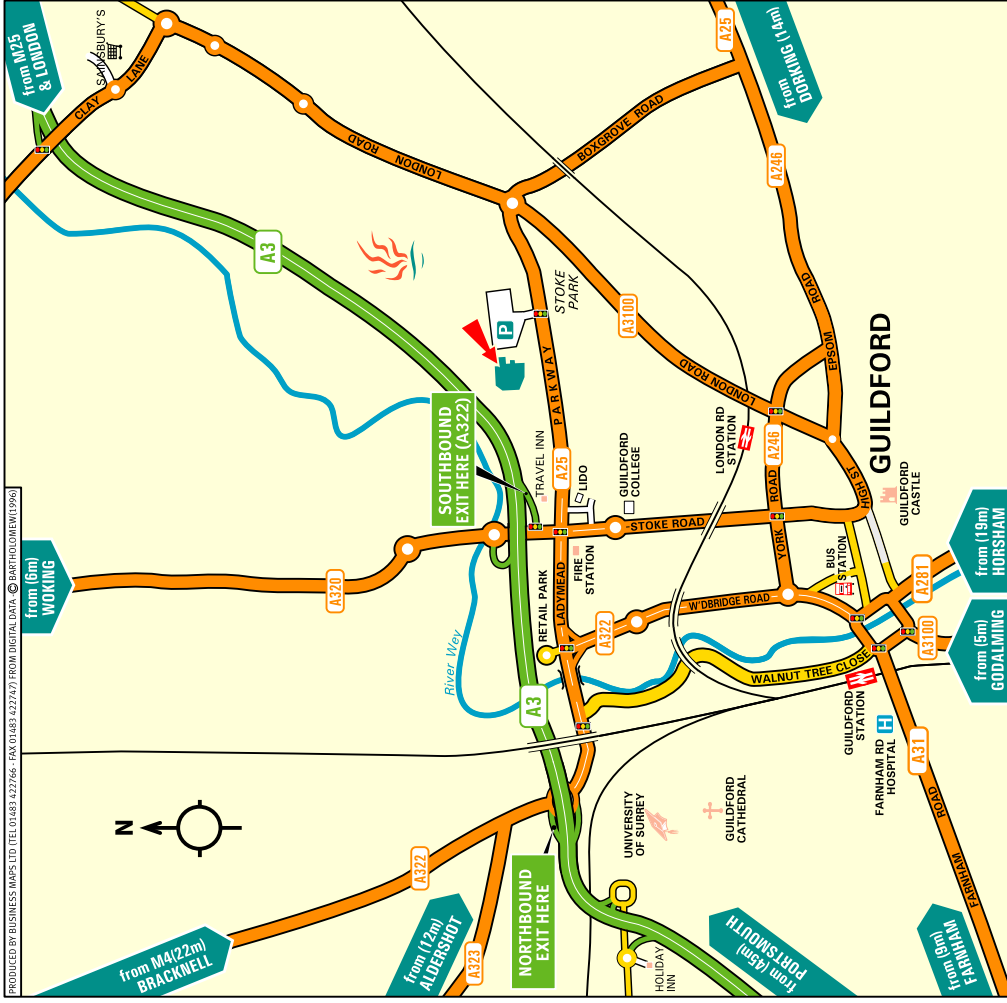 PRODUCED BY BUSINESS MAPS LTD (TEL 01483 422766 - FAX 01483 422747) FROM DIGITAL DATA - © BARTHOLOMEW(1996)
from M25
& LONDON
SAINSBURY'S
CLAY
LANE
A25
from
DORKING (14m)
LONDON
ROAD
BOXGROVE ROAD
A246
A3
STOKE
PARK
P
A3100
ROAD
EPSOM
GUILDFORD
PARKWAY
LONDON ROAD
SOUTHBOUND
EXIT HERE (A322)
TRAVEL INN
A25
LIDO
GUILDFORD
COLLEGE
LONDON RD
STATION
A246
HIGH ST
GUILDFORD
CASTLE
STOKE ROAD
ROAD
YORK
from (6m)
WOKING
A320
FIRE
STATION
LADYMEAD
RETAIL PARK
A322
W'DBRIDGE ROAD
BUS
STATION
A281
from (19m)
HORSHAM
A3100
from (5m)
GODALMING
River Wey
A3
WALNUT TREE CLOSE
GUILDFORD
STATION
FARNHAM RD
HOSPITAL
H
A31
ROAD
FARNHAM
N
UNIVERSITY
OF SURREY
GUILDFORD
CATHEDRAL
A322
NORTHBOUND
EXIT HERE
from M4(22m)
BRACKNELL
from (12m)
ALDERSHOT
A323
HOLIDAY
INN
from (45m)
PORTSMOUTH
from (9m)
FARNHAM